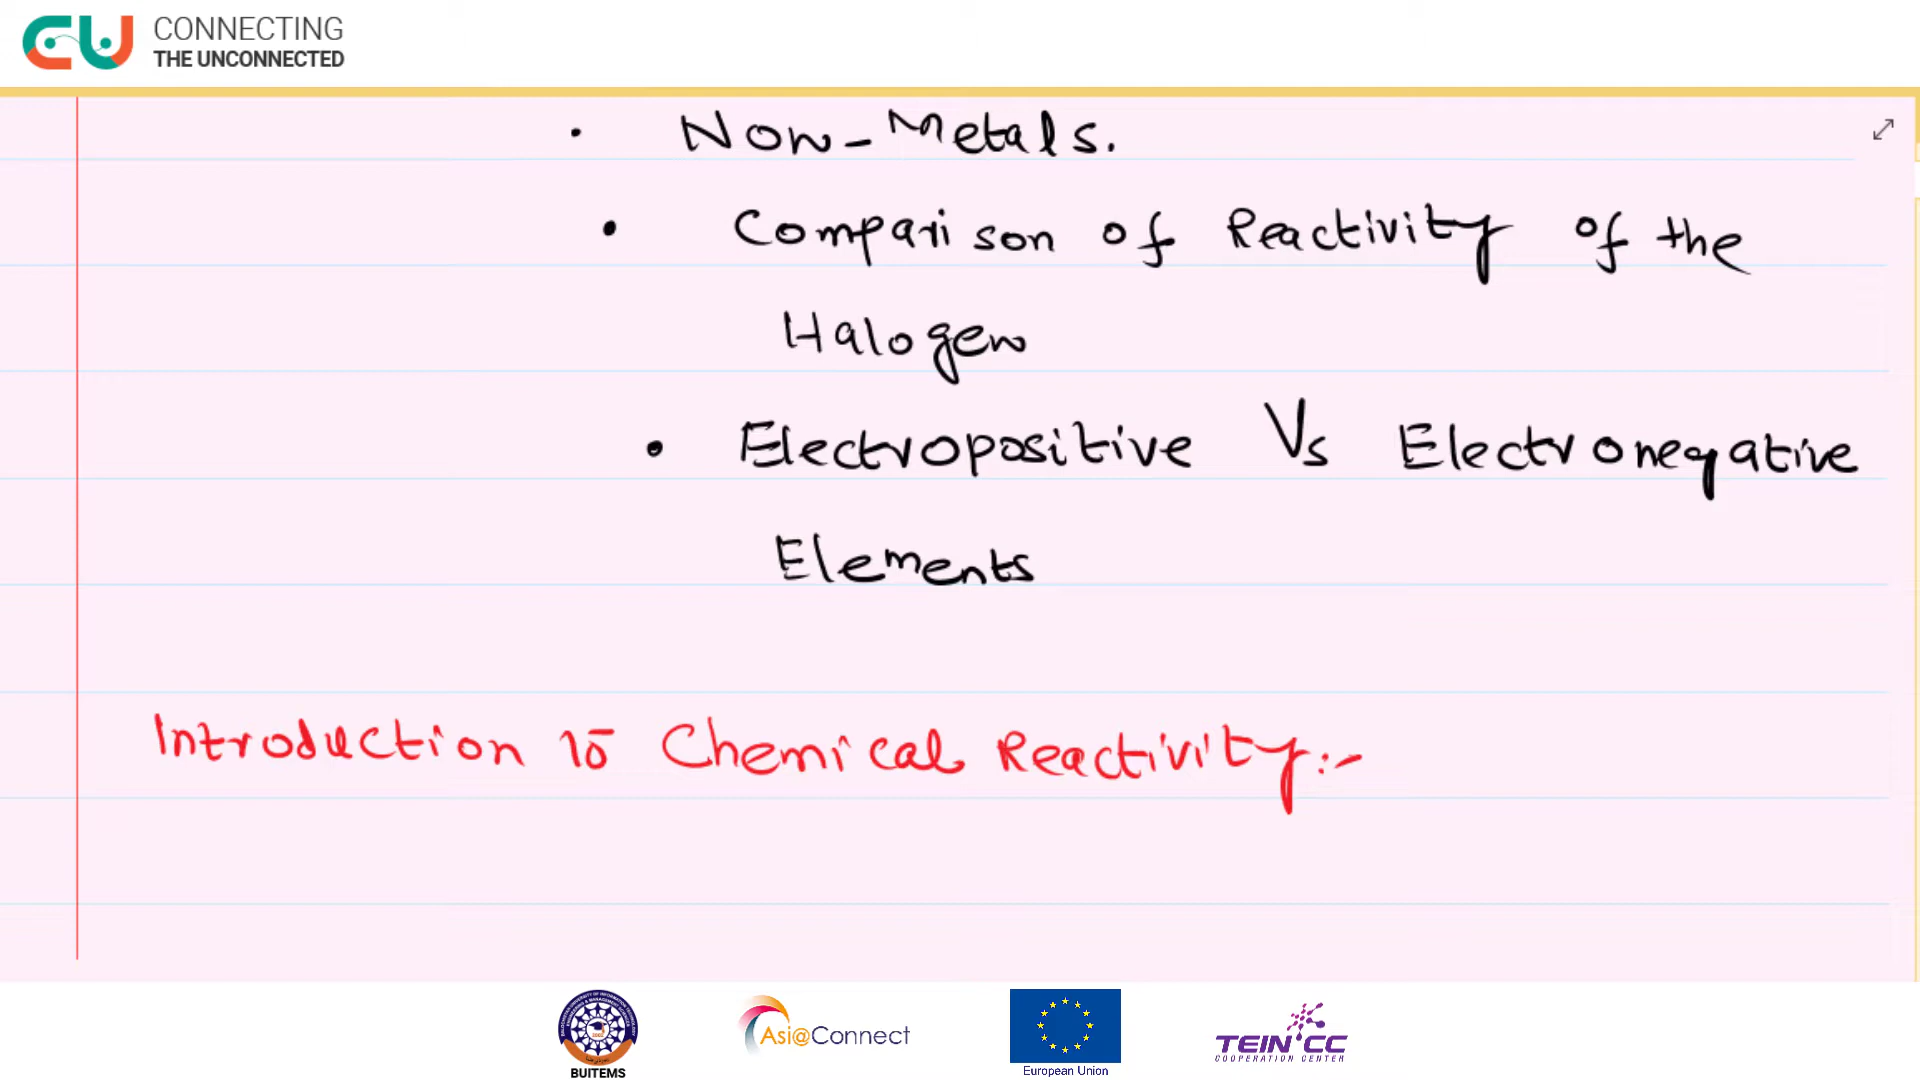 CONNECTING
THE UNCONNECTED
• Non-Metals.
• Comparison of Reactivity of the
Halogen
• Electropositive Vs Electronegative
Elements
Introduction to Chemical Reactivity:-
BUITEMS
Asi@Connect
European Union
TEIN*CC
COOPERATION CENTER